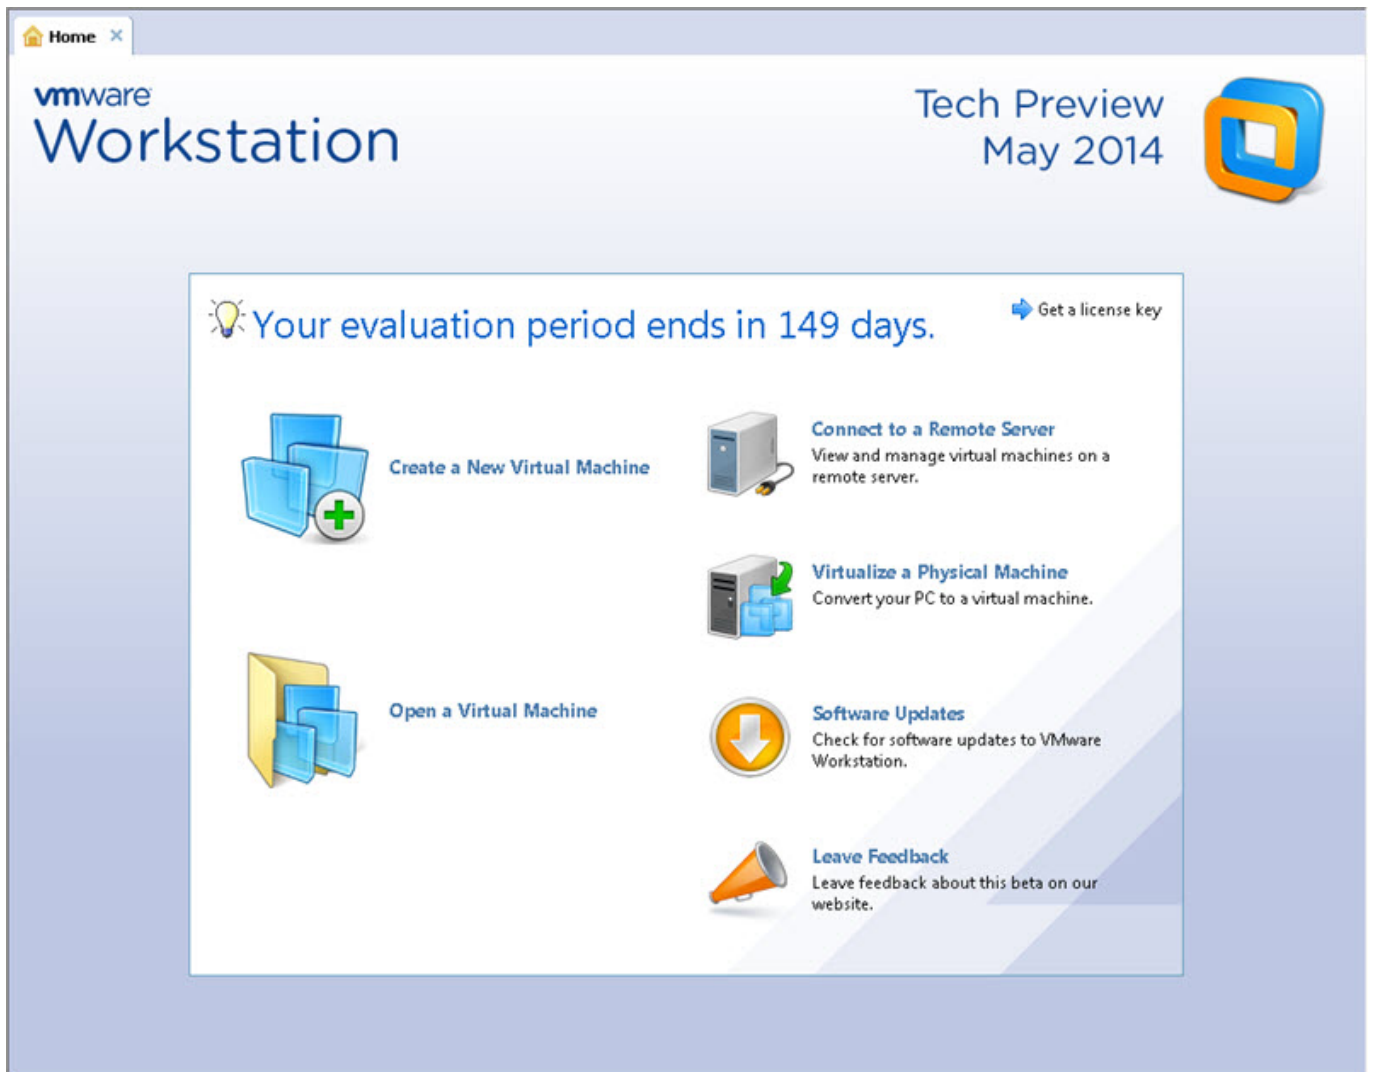 Home
vmware
Workstation
Tech Preview
May 2014
Your evaluation period ends in 149 days.
Get a license key
Create a New Virtual Machine
Open a Virtual Machine
Connect to a Remote Server
View and manage virtual machines on a
remote server.
Virtualize a Physical Machine
Convert your PC to a virtual machine.
Software Updates
Check for software updates to VMware
Workstation.
Leave Feedback
Leave feedback about this beta on our
website.